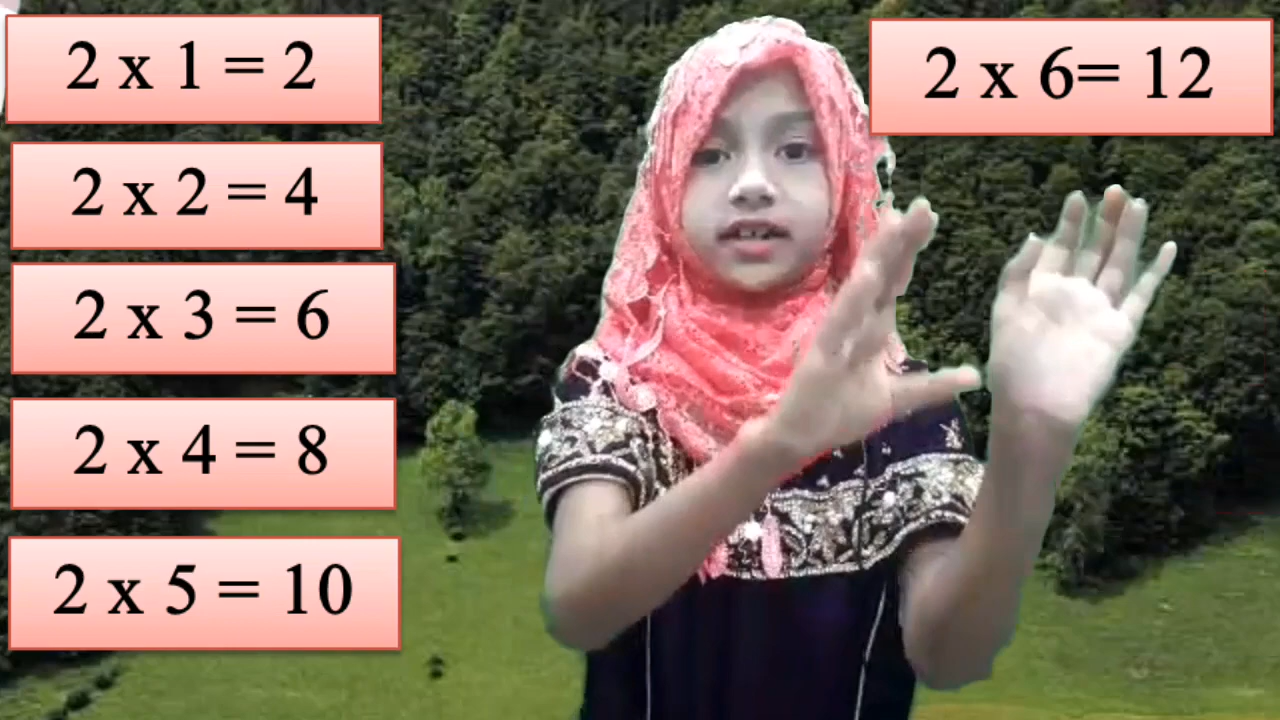 2 x 1 = 2
2 x 2 = 4
2 x 3 = 6
2 x 4 = 8
2 x 5 = 10
2 x 6= 12